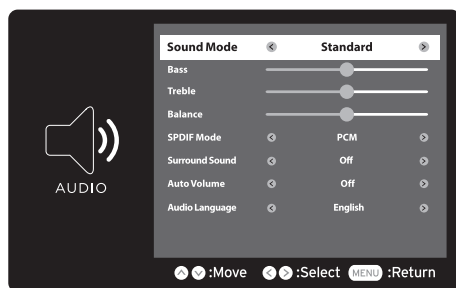 Sound Mode Standard
Bass
Treble
Balance
SPDIF Mode PCM
Surround Sound Off
Auto Volume Off
Audio Language English
AUDIO
:Move :Select MENU :Return